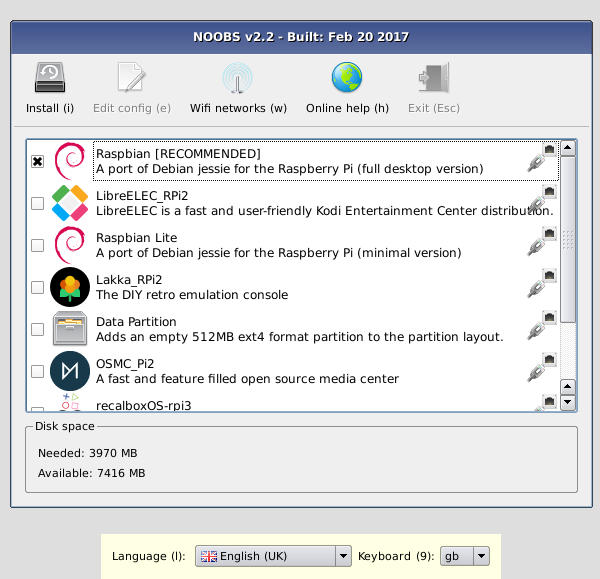 NOOBS v2.2 - Built: Feb 20 2017
Install (i) Edit config (e) Wifi networks (w) Online help (h) Exit (Esc)
Raspbian [RECOMMENDED]
A port of Debian jessie for the Raspberry Pi (full desktop version)
LibreELEC_RPi2
LibreELEC is a fast and user-friendly Kodi Entertainment Center distribution.
Raspbian Lite
A port of Debian jessie for the Raspberry Pi (minimal version)
Lakka_RPi2
The DIY retro emulation console
Data Partition
Adds an empty 512MB ext4 format partition to the partition layout.
OSMC_Pi2
A fast and feature filled open source media center
recalboxOS-rpi3
Disk space
Needed: 3970 MB
Available: 7416 MB
Language (l): English (UK) Keyboard (9): gb